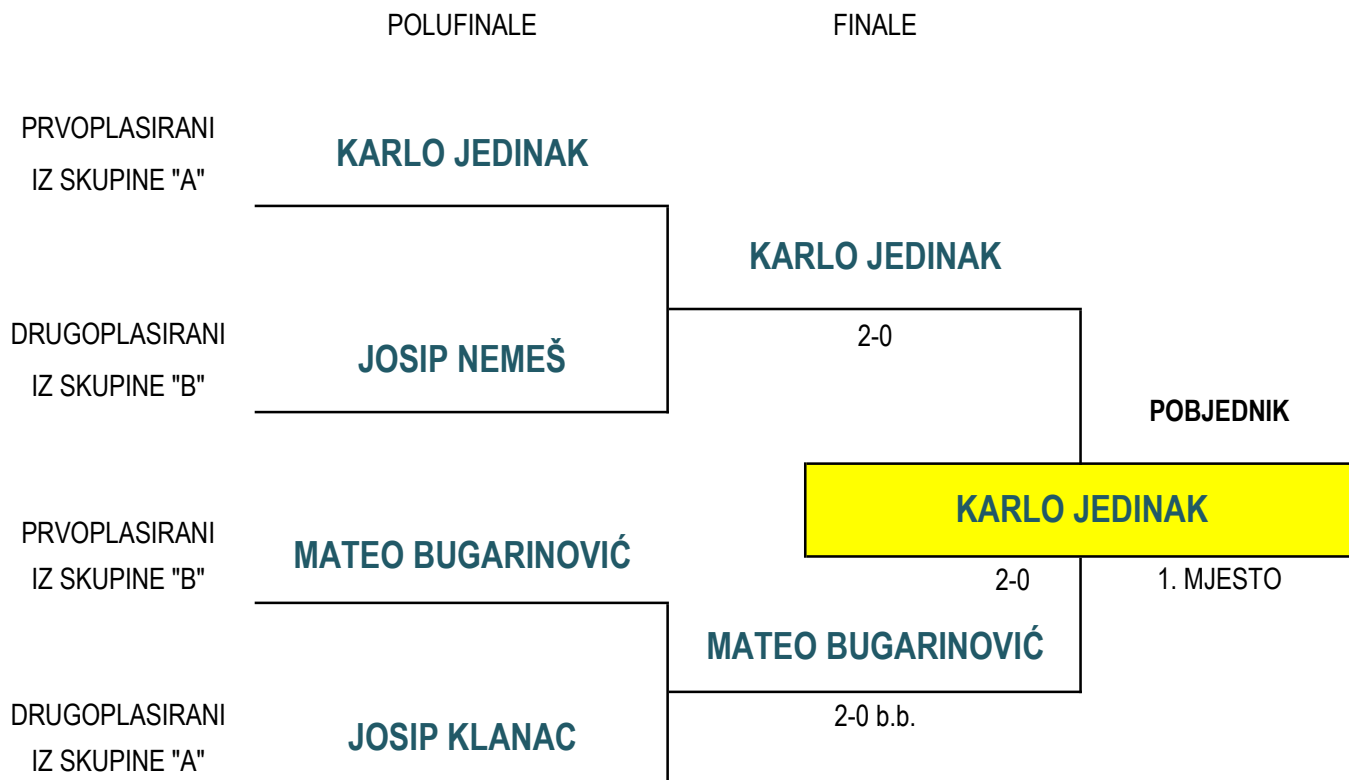 POLUFINALE FINALE
PRVOPLASIRANI
IZ SKUPINE "A"
KARLO JEDINAK
KARLO JEDINAK
2-0
DRUGOPLASIRANI
IZ SKUPINE "B"
JOSIP NEMEŠ
POBJEDNIK
KARLO JEDINAK
2-0 1. MJESTO
PRVOPLASIRANI
IZ SKUPINE "B"
MATEO BUGARINOVIĆ
MATEO BUGARINOVIĆ
2-0 b.b.
DRUGOPLASIRANI
IZ SKUPINE "A"
JOSIP KLANAC